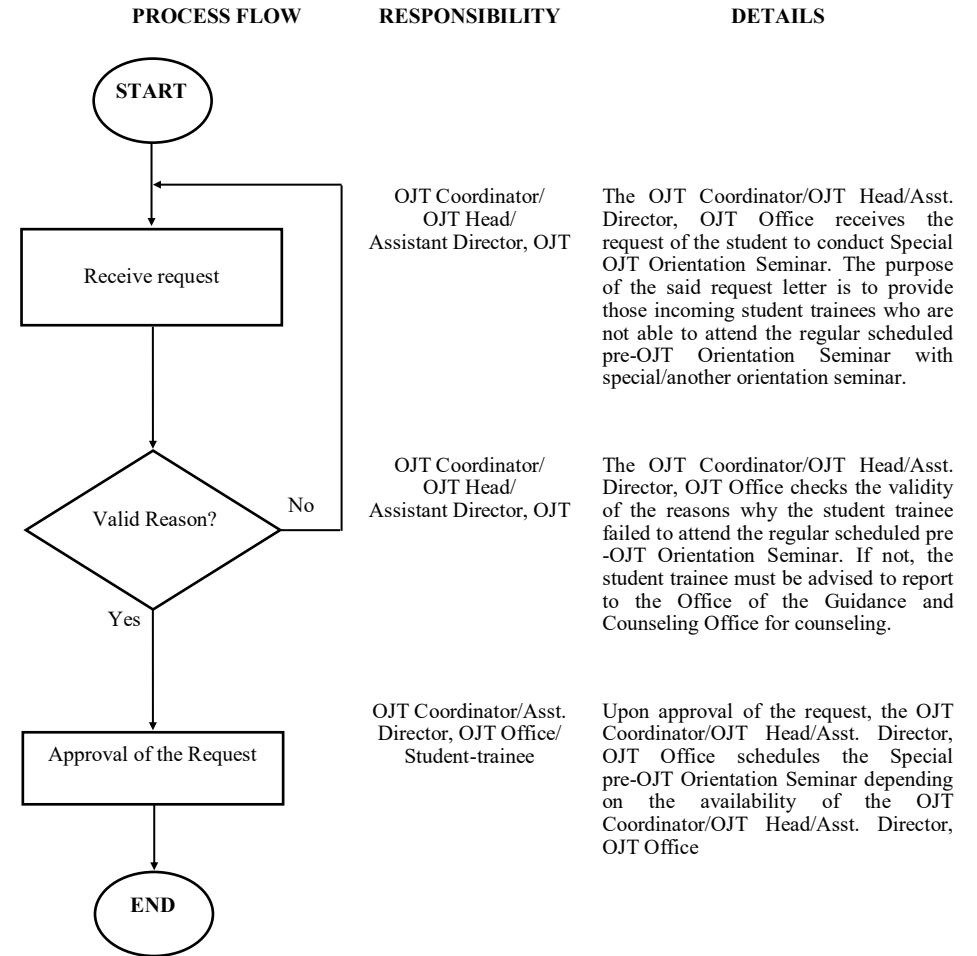 PROCESS FLOW RESPONSIBILITY DETAILS
START
Receive request
OJT Coordinator/
OJT Head/
Assistant Director, OJT
The OJT Coordinator/OJT Head/Asst.
Director, OJT Office receives the
request of the student to conduct Special
OJT Orientation Seminar. The purpose
of the said request letter is to provide
those incoming student trainees who are
not able to attend the regular scheduled
pre-OJT Orientation Seminar with
special/another orientation seminar.
Valid Reason?
No
Yes
OJT Coordinator/
OJT Head/
Assistant Director, OJT
The OJT Coordinator/OJT Head/Asst.
Director, OJT Office checks the validity
of the reasons why the student trainee
failed to attend the regular scheduled pre
-OJT Orientation Seminar. If not, the
student trainee must be advised to report
to the Office of the Guidance and
Counseling Office for counseling.
Approval of the Request
OJT Coordinator/Asst.
Director, OJT Office/
Student-trainee
Upon approval of the request, the OJT
Coordinator/OJT Head/Asst. Director,
OJT Office schedules the Special
pre-OJT Orientation Seminar depending
on the availability of the OJT
Coordinator/OJT Head/Asst. Director,
OJT Office
END